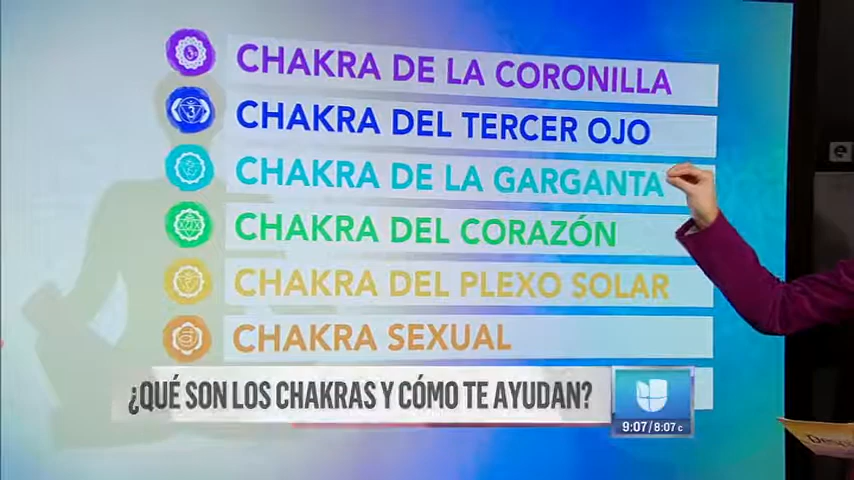 CHAKRA DE LA CORONILLA
CHAKRA DEL TERCER OJO
CHAKRA DE LA GARGANTA
CHAKRA DEL CORAZÓN
CHAKRA DEL PLEXO SOLAR
CHAKRA SEXUAL
¿QUÉ SON LOS CHAKRAS Y CÓMO TE AYUDAN?
9:07/8:07 c